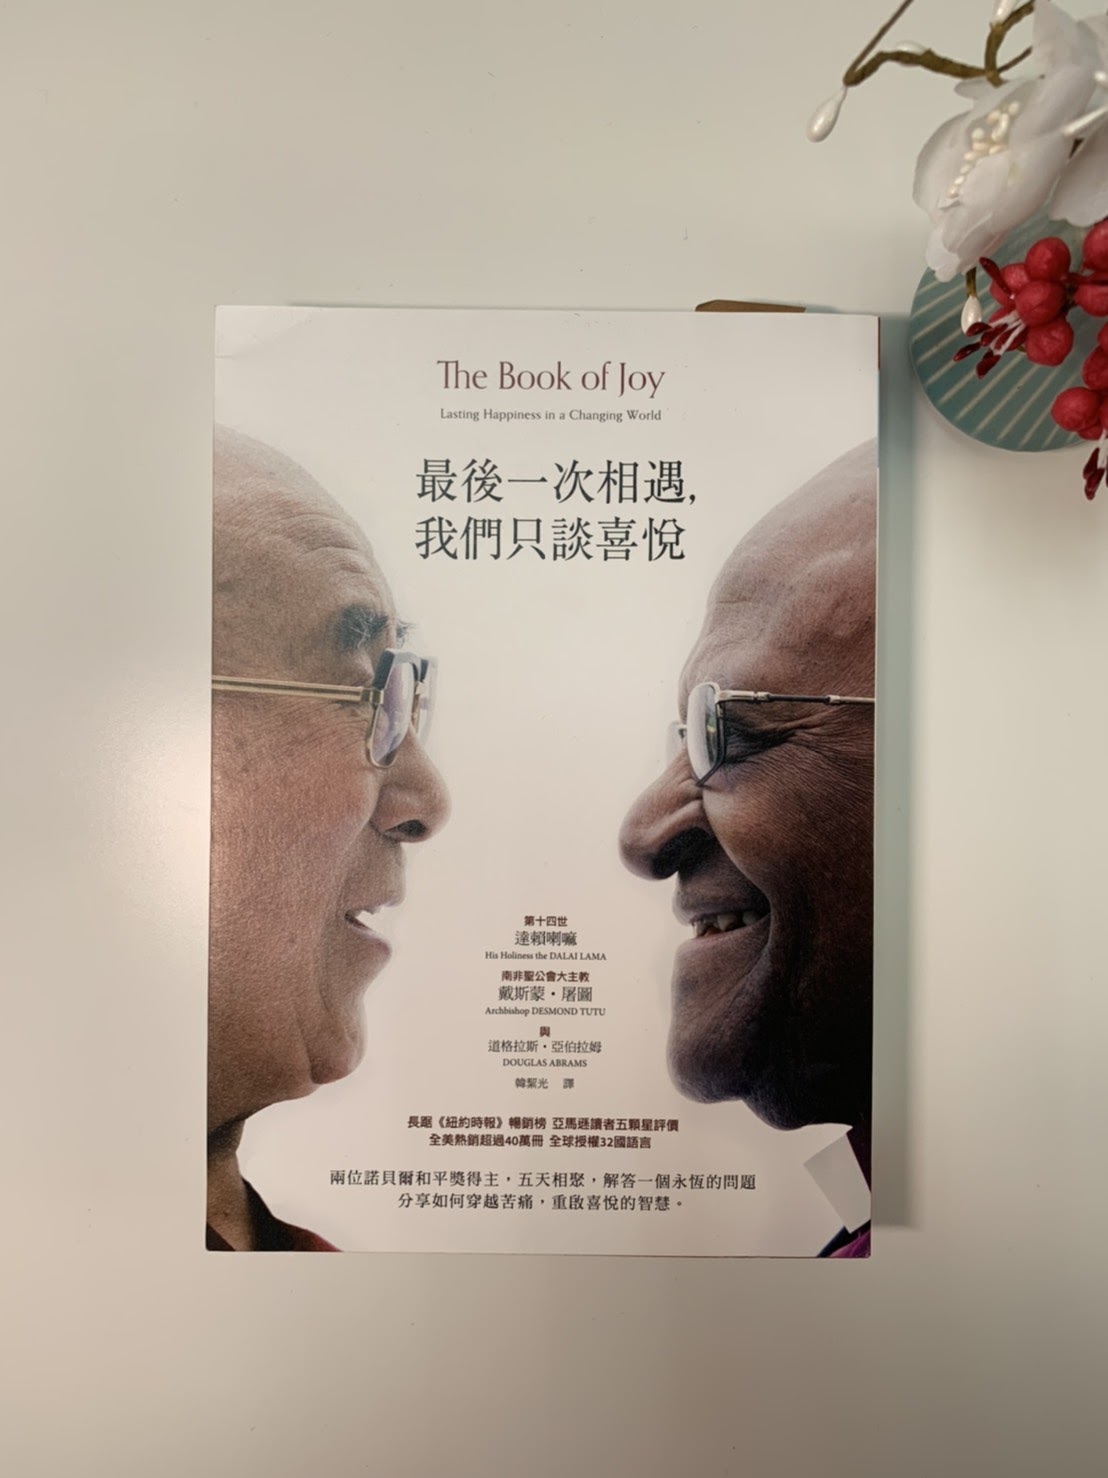 The Book of Joy
Lasting Happiness in a Changing World
最後一次相遇,
我們只談喜悅
第十四世
達賴喇嘛
His Holiness the DALAI LAMA
南非聖公會大主教
戴斯蒙・屠圖
Archbishop DESMOND TUTU
與
道格拉斯・亞伯拉姆
DOUGLAS ABRAMS
韓絜光 譯
長踞《紐約時報》暢銷榜 亞馬遜讀者五顆星評價
全美熱銷超過40萬冊 全球授權32國語言
兩位諾貝爾和平獎得主，五天相聚，解答一個永恆的問題
分享如何穿越苦痛，重啟喜悅的智慧。